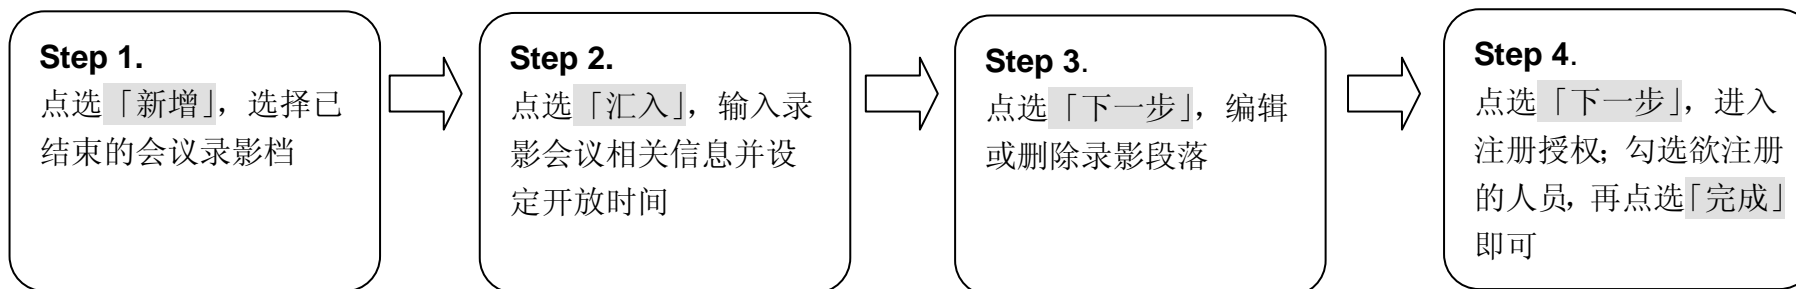 Step 1.
点选「新增」，选择已
结束的会议录影档
Step 2.
点选「汇入」，输入录
影会议相关信息并设
定开放时间
Step 3.
点选「下一步」，编辑
或删除录影段落
Step 4.
点选「下一步」，进入
注册授权；勾选欲注册
的人员，再点选「完成」
即可